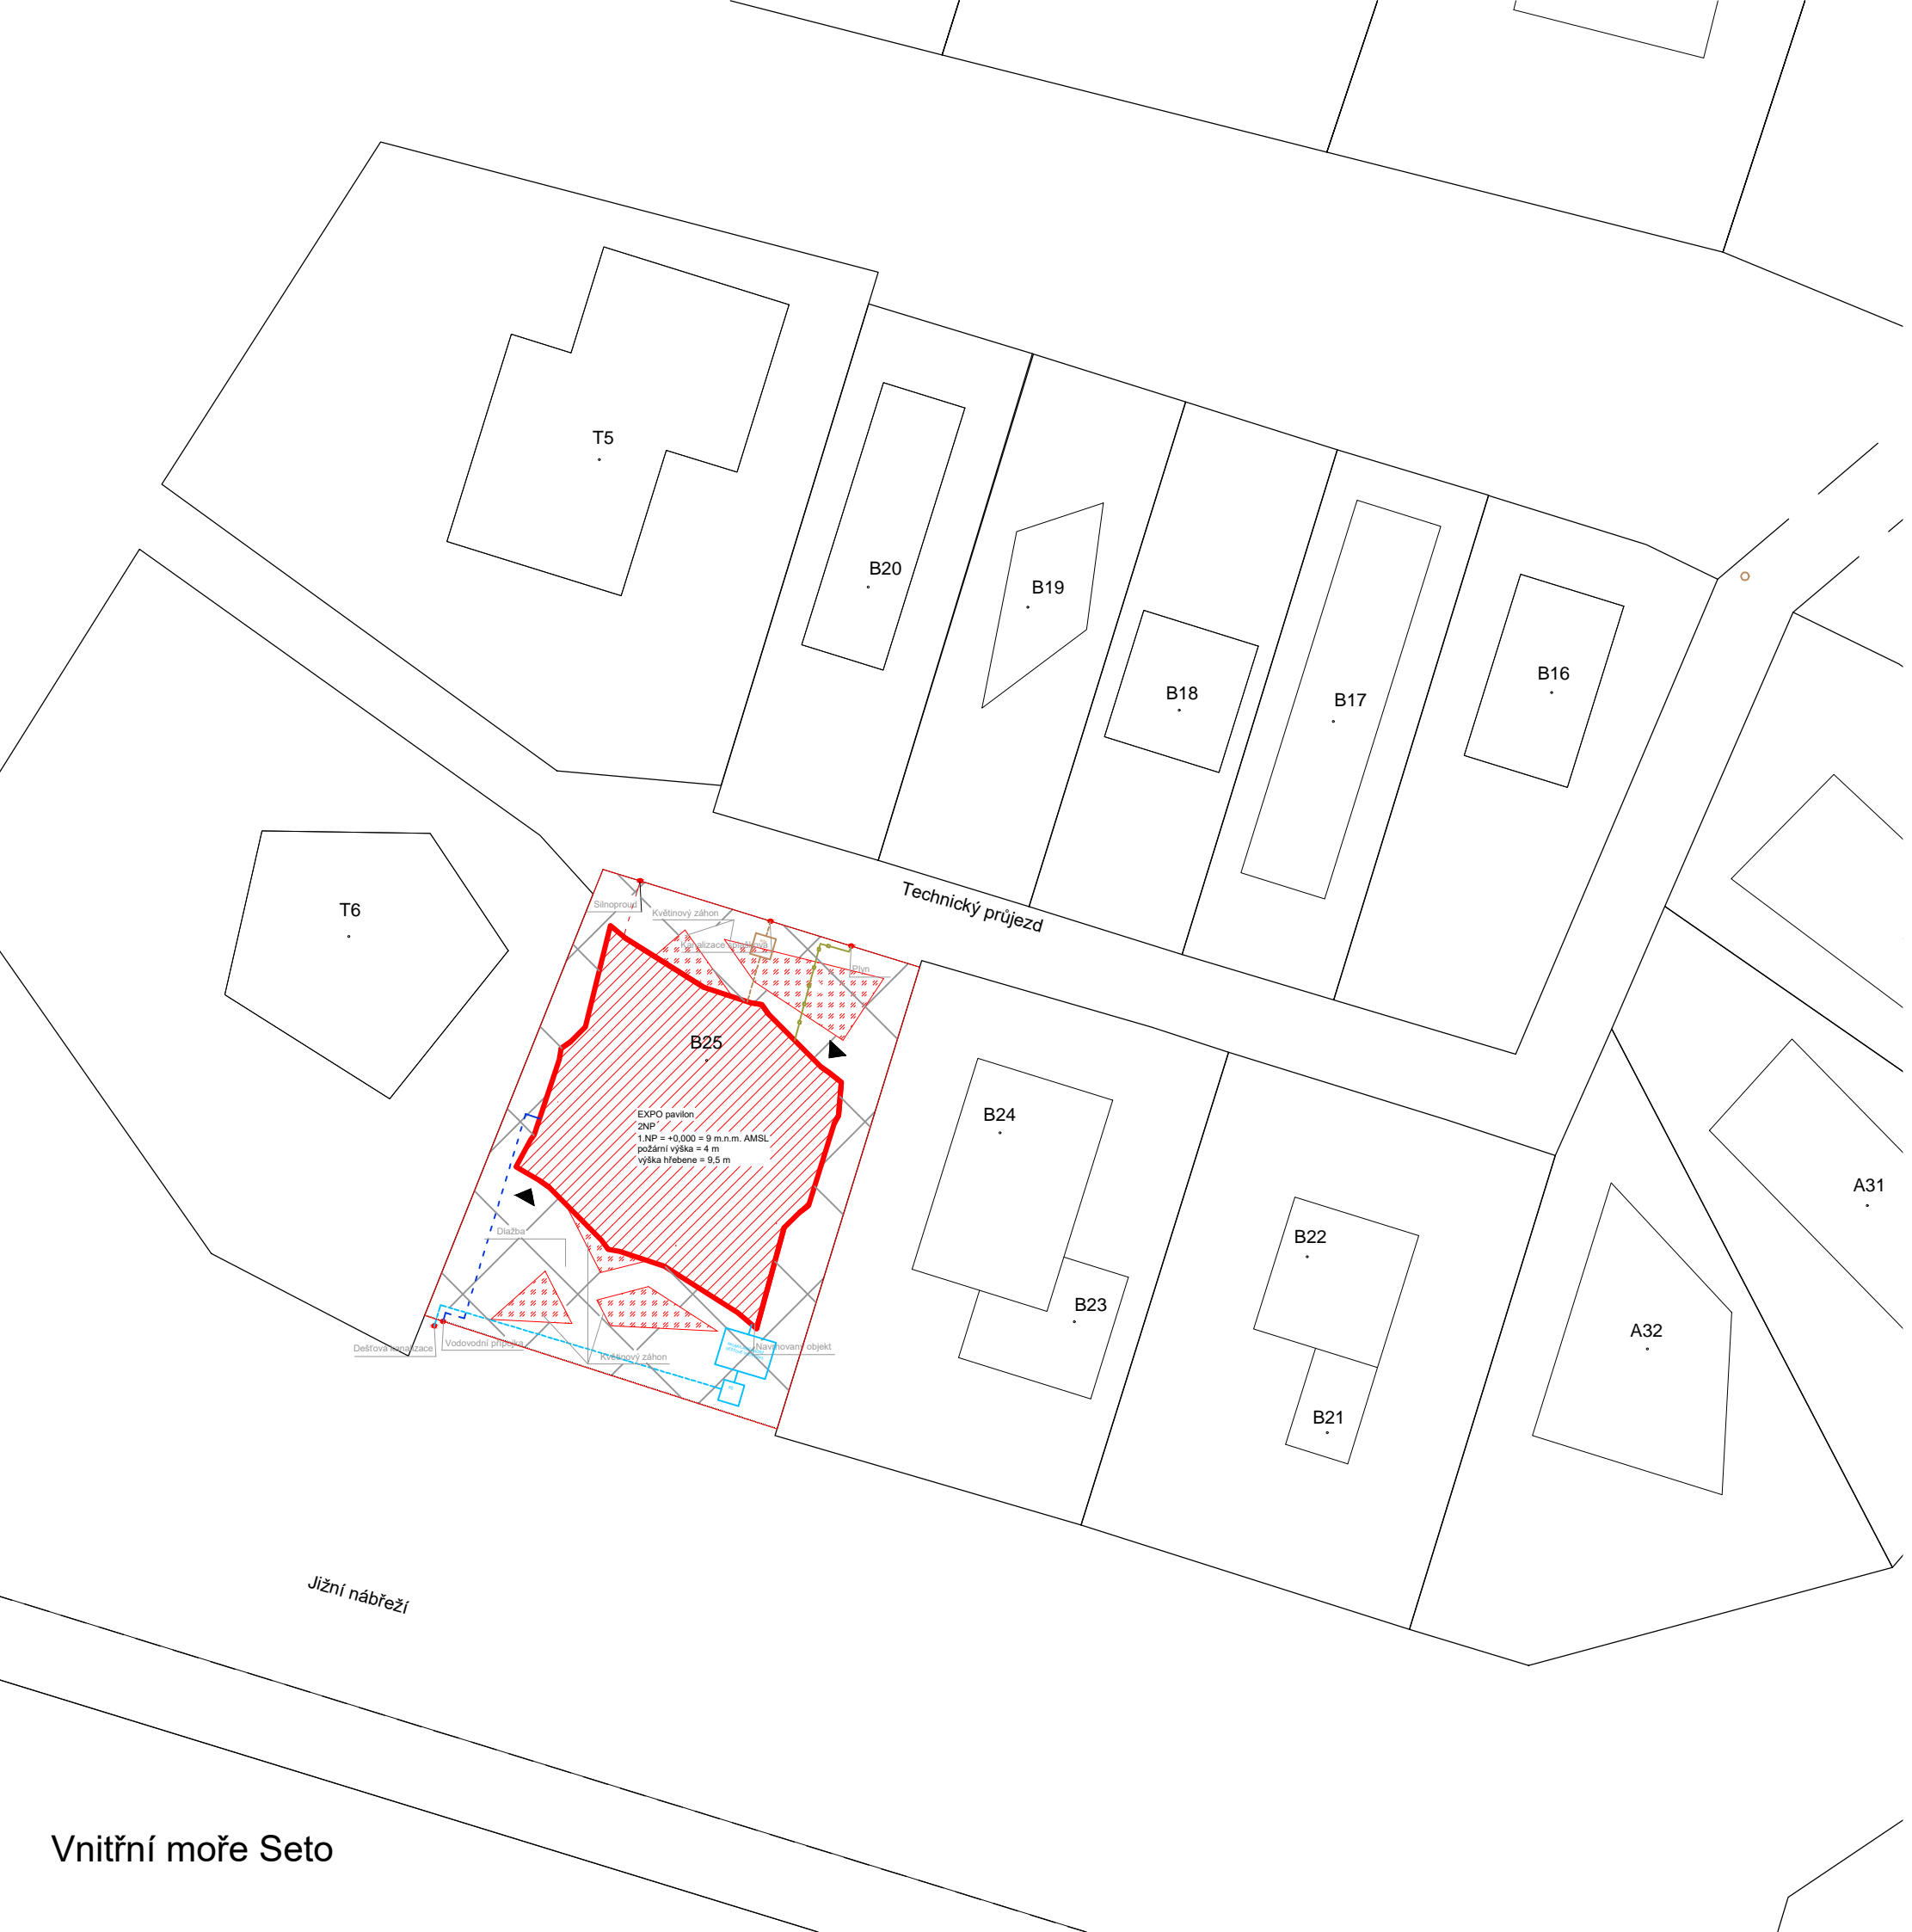 T5
B20
B19
B18
B17
B16
T6
Technický průjezd
Silnoproud
Květinový záhon
Kanalizace splašková
Plyn
B25
EXPO pavilon
2NP
1.NP = +0,000 = 9 m.n.m. AMSL
požární výška = 4 m
výška hřebene = 9,5 m
B24
B23
B22
B21
A31
A32
Dlažba
Dešťová kanalizace
Vodovodní přípojka
Květinový záhon
Navrhovaný objekt
Jižní nábřeží
Vnitřní moře Seto